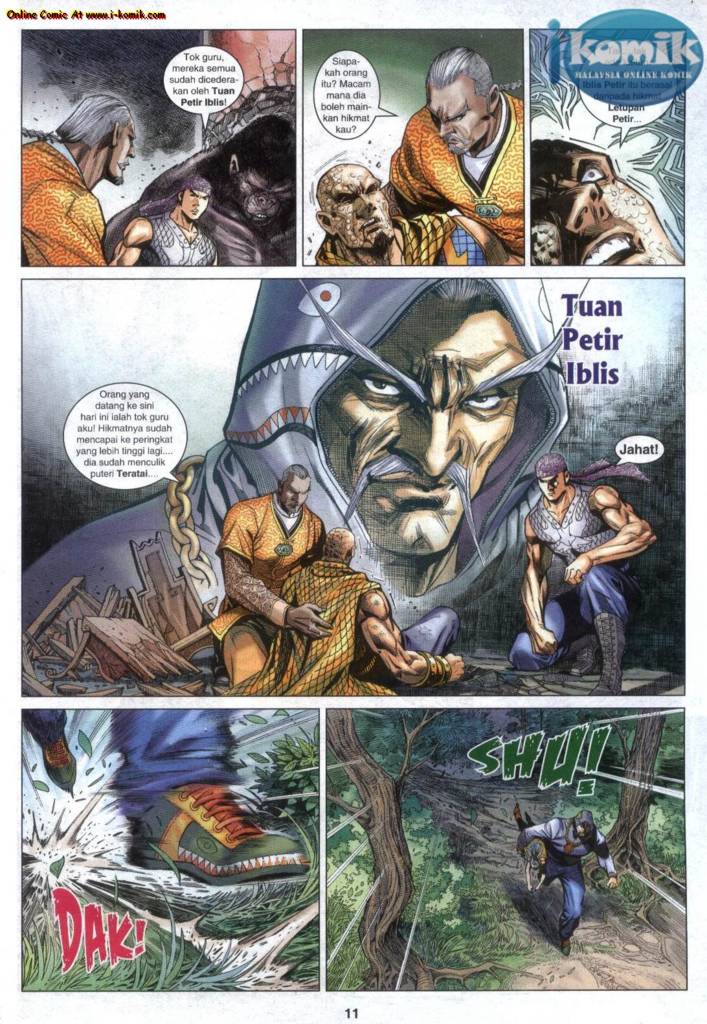 Online Comic At www.i-komik.com
ikomik
MALAYSIA ONLINE KOMIK
Tok guru,
mereka semua
sudah dicedera-
kan oleh Tuan
Petir Iblis!
Siapa-
kah orang
itu? Macam
mana dia
boleh main-
kan hikmat
kau?
Iblis Petir itu berasal
daripada hikmat
Letupan
Petir...
Tuan
Petir
Iblis
Orang yang
datang ke sini
hari ini ialah tok guru
aku! Hikmatnya sudah
mencapai ke peringkat
yang lebih tinggi lagi....
dia sudah menculik
puteri Teratai....
Jahat!
DAK!
SHU!
11